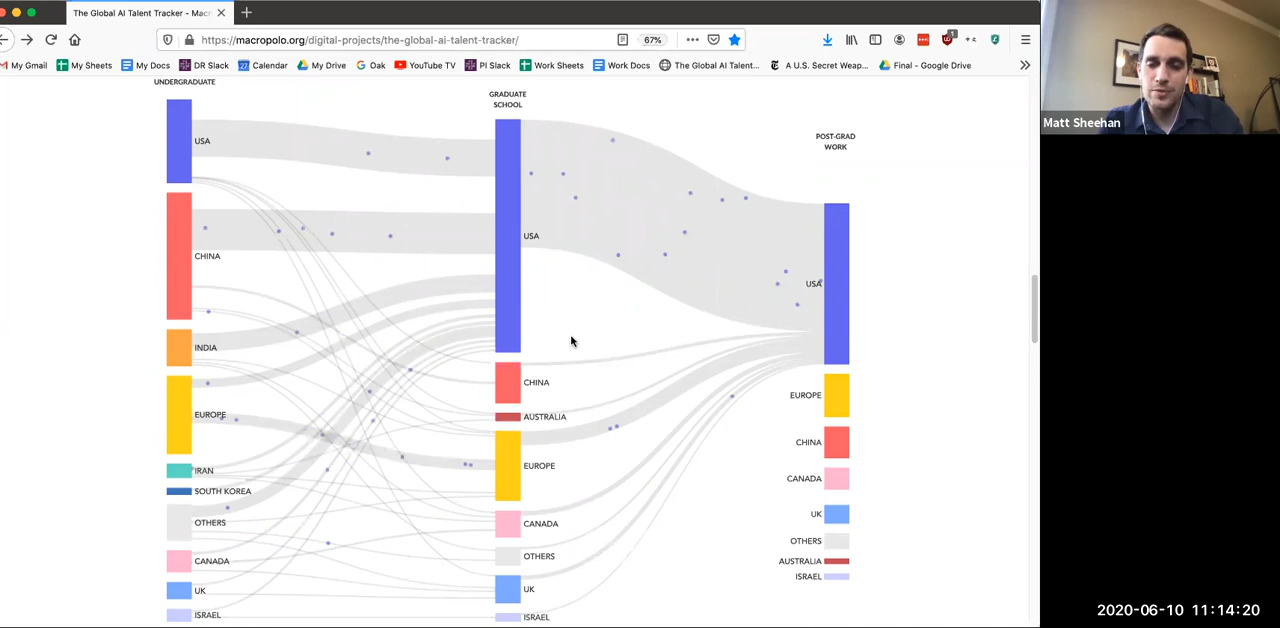 The Global AI Talent Tracker – Mac
https://macropolo.org/digital-projects/the-global-ai-talent-tracker/
67%
1
My Gmail
My Sheets
My Docs
DR Slack
Calendar
My Drive
Oak
YouTube TV
PI Slack
Work Sheets
Work Docs
The Global AI Talent...
A U.S. Secret Weap...
Final - Google Drive
Matt Sheehan
UNDERGRADUATE
USA
CHINA
INDIA
EUROPE
IRAN
SOUTH KOREA
OTHERS
CANADA
UK
ISRAEL
GRADUATE
SCHOOL
USA
CHINA
AUSTRALIA
EUROPE
CANADA
OTHERS
UK
ISRAEL
POST-GRAD
WORK
USA
EUROPE
CHINA
CANADA
UK
OTHERS
AUSTRALIA
ISRAEL
2020-06-10 11:14:20